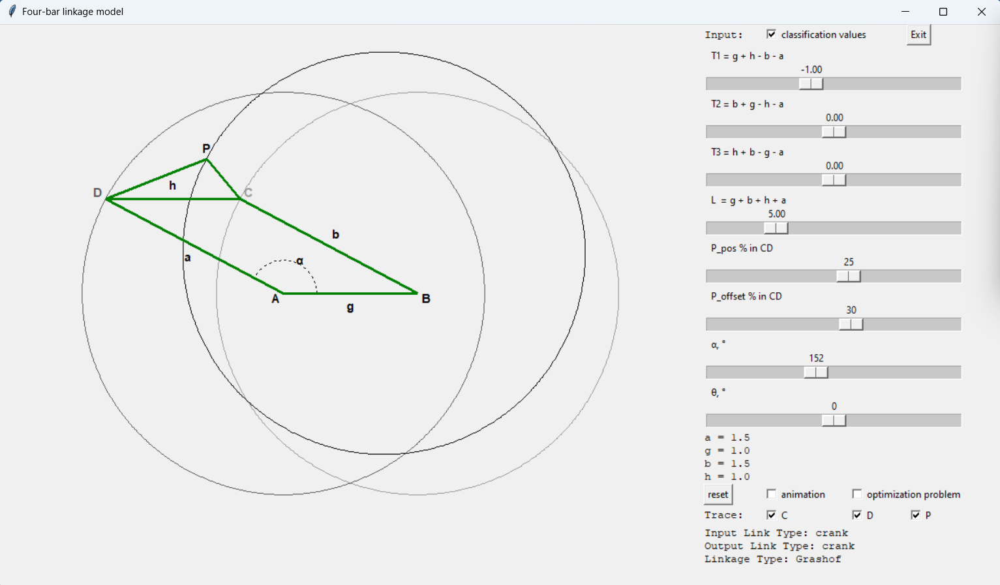 Four-bar linkage model
Input: classification values Exit
T1 = g + h - b - a
-1.00
T2 = b + g - h - a
0.00
T3 = h + b - g - a
0.00
L = g + b + h + a
5.00
P_pos % in CD
25
P_offset % in CD
30
α, °
152
θ, °
0
a = 1.5
g = 1.0
b = 1.5
h = 1.0
reset animation optimization problem
Trace: C D P
Input Link Type: crank
Output Link Type: crank
Linkage Type: Grashof
P
D
h
C
b
a
α
A
B
g